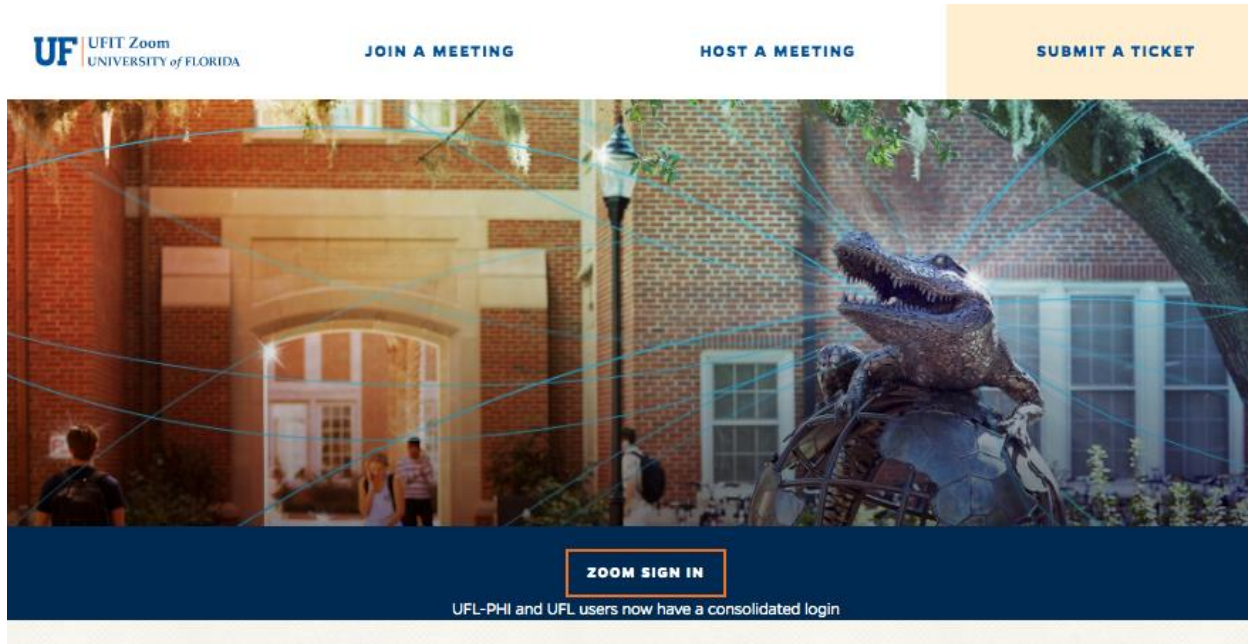 UF UFIT Zoom
UNIVERSITY of FLORIDA
JOIN A MEETING
HOST A MEETING
SUBMIT A TICKET
ZOOM SIGN IN
UFL-PHI and UFL users now have a consolidated login